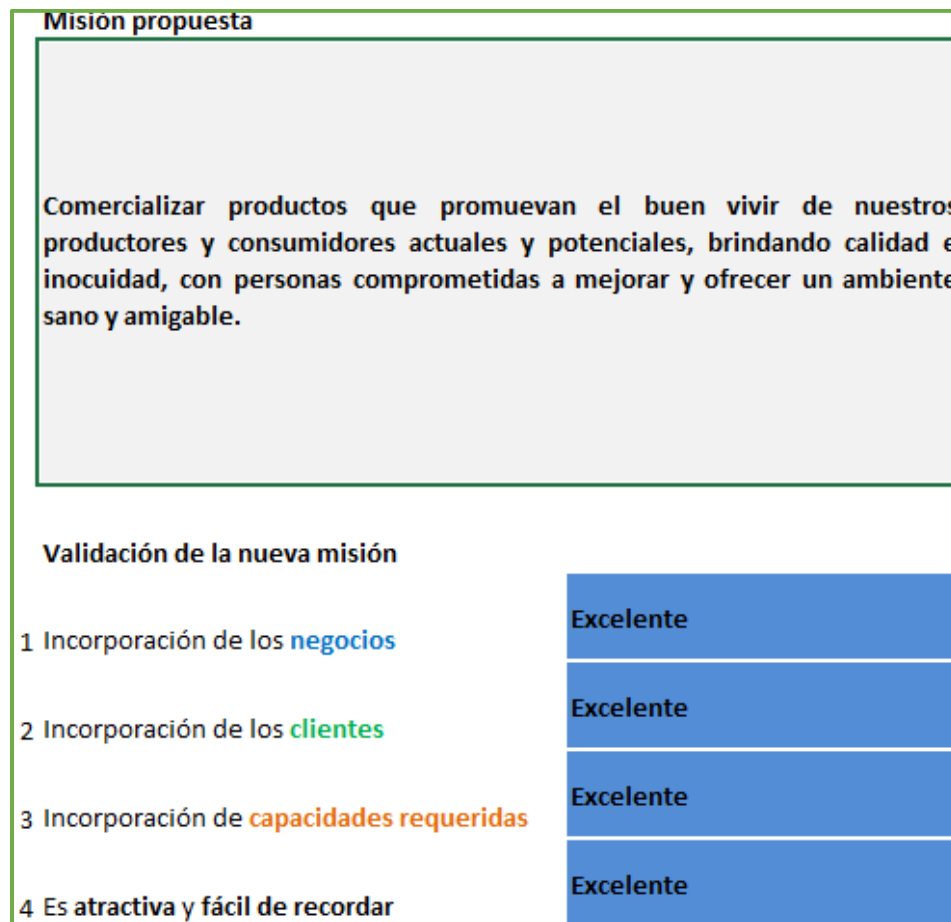 Misión propuesta
Comercializar productos que promuevan el buen vivir de nuestros
productores y consumidores actuales y potenciales, brindando calidad e
inocuidad, con personas comprometidas a mejorar y ofrecer un ambiente
sano y amigable.
Validación de la nueva misión
1 Incorporación de los negocios Excelente
2 Incorporación de los clientes Excelente
3 Incorporación de capacidades requeridas Excelente
4 Es atractiva y fácil de recordar Excelente